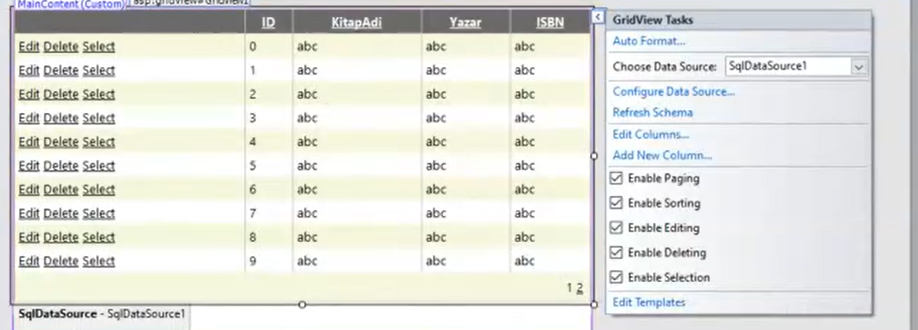 MainContent (Custom) asp:gridview#GridView1
ID KitapAdi Yazar ISBN
Edit Delete Select 0 abc abc abc
Edit Delete Select 1 abc abc abc
Edit Delete Select 2 abc abc abc
Edit Delete Select 3 abc abc abc
Edit Delete Select 4 abc abc abc
Edit Delete Select 5 abc abc abc
Edit Delete Select 6 abc abc abc
Edit Delete Select 7 abc abc abc
Edit Delete Select 8 abc abc abc
Edit Delete Select 9 abc abc abc
1 2
SqlDataSource - SqlDataSource1
GridView Tasks
Auto Format...
Choose Data Source: SqlDataSource1
Configure Data Source...
Refresh Schema
Edit Columns...
Add New Column...
Enable Paging
Enable Sorting
Enable Editing
Enable Deleting
Enable Selection
Edit Templates